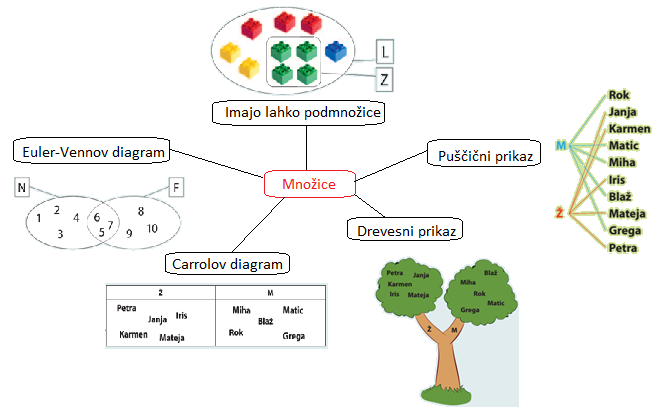 L
Z
Imajo lahko podmnožice
Euler-Vennov diagram
Puščični prikaz
Množice
Drevesni prikaz
Carrolov diagram
N
F
1
2
3
4
6
7
5
8
9
10
M
Ž
Rok
Janja
Karmen
Matic
Miha
Iris
Blaž
Mateja
Grega
Petra
Ž M
Petra Janja Iris
Karmen Mateja
Miha Matic
Blaž
Rok Grega
Petra Janja
Karmen
Iris Mateja
Blaž
Miha
Rok
Matic
Grega
Ž M